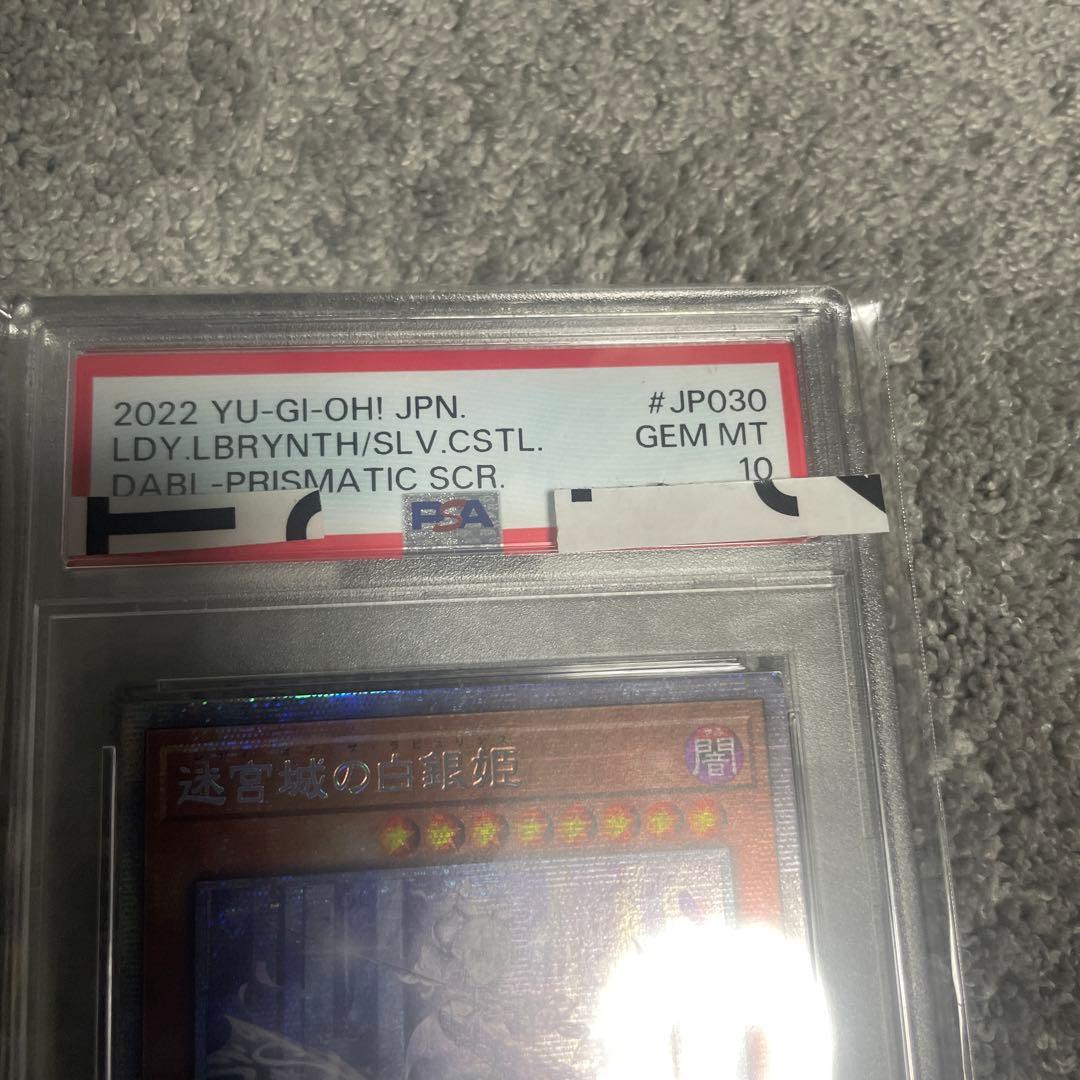 2022 YU-GI-OH! JPN.
#JP030
LDY.LBRYNTH/SLV.CSTL.
GEM MT
DABL-PRISMATIC SCR.
10
PSA
迷宮城の白銀姫
闇